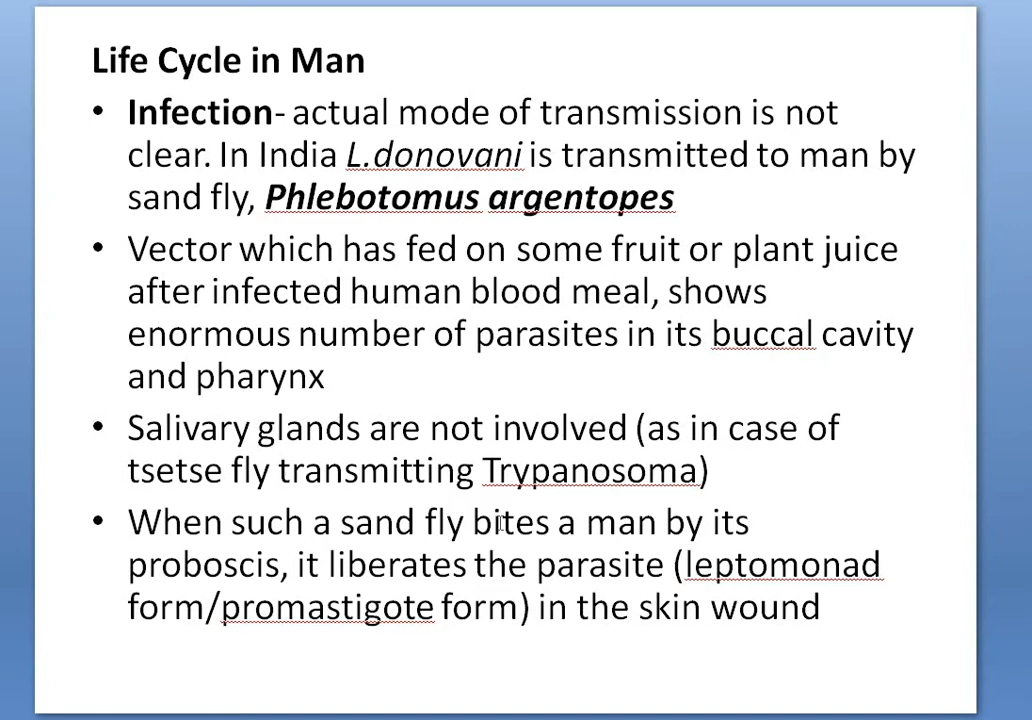 Life Cycle in Man
• Infection- actual mode of transmission is not
clear. In India L.donovani is transmitted to man by
sand fly, Phlebotomus argentopes
• Vector which has fed on some fruit or plant juice
after infected human blood meal, shows
enormous number of parasites in its buccal cavity
and pharynx
• Salivary glands are not involved (as in case of
tsetse fly transmitting Trypanosoma)
• When such a sand fly bites a man by its
proboscis, it liberates the parasite (leptomonad
form/promastigote form) in the skin wound